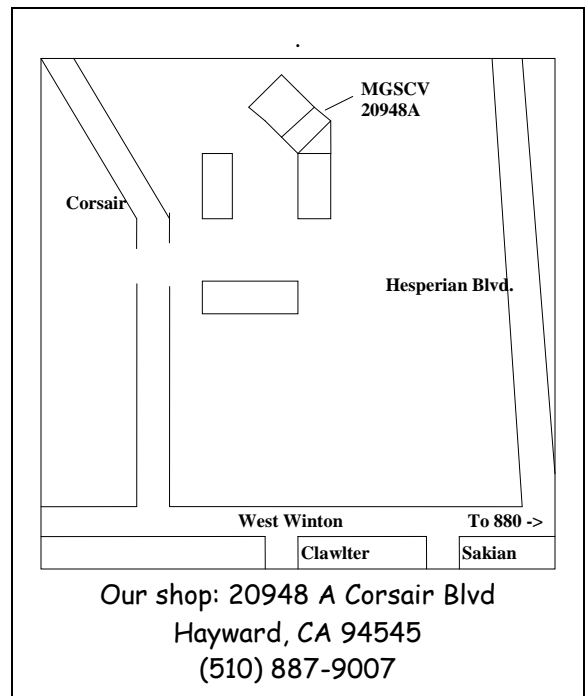 MGSCV
20948A
Corsair
Hesperian Blvd.
West Winton
To 880 ->
Clawlter
Sakian
Our shop: 20948 A Corsair Blvd
Hayward, CA 94545
(510) 887-9007